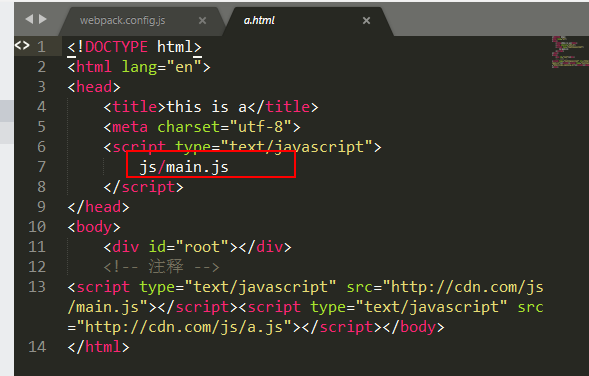 webpack.config.js × a.html ×
<> 1 <!DOCTYPE html>
2 <html lang="en">
3 <head>
4 <title>this is a</title>
5 <meta charset="utf-8">
6 <script type="text/javascript">
7 js/main.js
8 </script>
9 </head>
10 <body>
11 <div id="root"></div>
12 <!-- 注释 -->
13 <script type="text/javascript" src="http://cdn.com/js
/main.js"></script><script type="text/javascript" src
="http://cdn.com/js/a.js"></script></body>
14 </html>